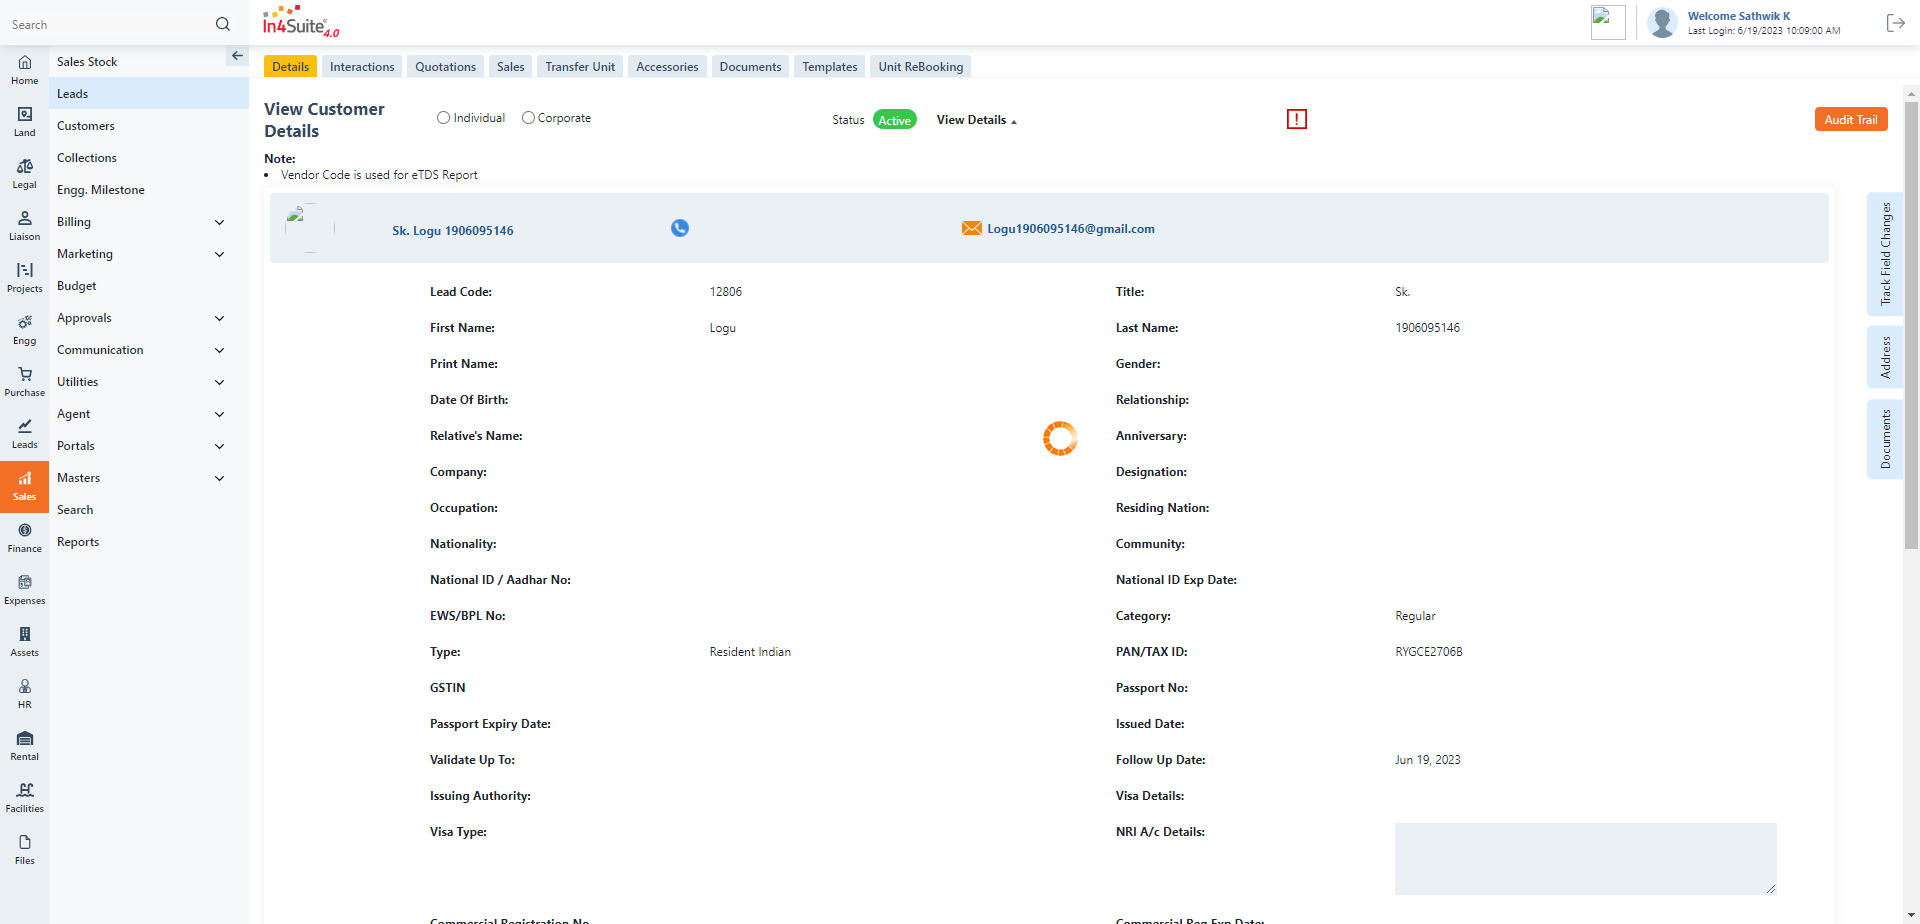 Search
In4Suite® 4.0
Welcome Sathwik K
Last Login: 6/19/2023 10:09:00 AM
Home
Land
Legal
Liaison
Projects
Engg
Purchase
Leads
Sales
Finance
Expenses
Assets
HR
Rental
Facilities
Files
Sales Stock
Leads
Customers
Collections
Engg. Milestone
Billing
Marketing
Budget
Approvals
Communication
Utilities
Agent
Portals
Masters
Search
Reports
Details Interactions Quotations Sales Transfer Unit Accessories Documents Templates Unit ReBooking
View Customer
Details
Individual Corporate
Status Active View Details
!
Audit Trail
Note:
• Vendor Code is used for eTDS Report
Sk. Logu 1906095146
Logu1906095146@gmail.com
Lead Code: 12806 Title: Sk.
First Name: Logu Last Name: 1906095146
Print Name: Gender:
Date Of Birth: Relationship:
Relative's Name: Anniversary:
Company: Designation:
Occupation: Residing Nation:
Nationality: Community:
National ID / Aadhar No: National ID Exp Date:
EWS/BPL No: Category: Regular
Type: Resident Indian PAN/TAX ID: RYGCE2706B
GSTIN Passport No:
Passport Expiry Date: Issued Date:
Validate Up To: Follow Up Date: Jun 19, 2023
Issuing Authority: Visa Details:
Visa Type: NRI A/c Details:
Commercial Registration No Commercial Reg Exp Date:
Track Field Changes
Address
Documents